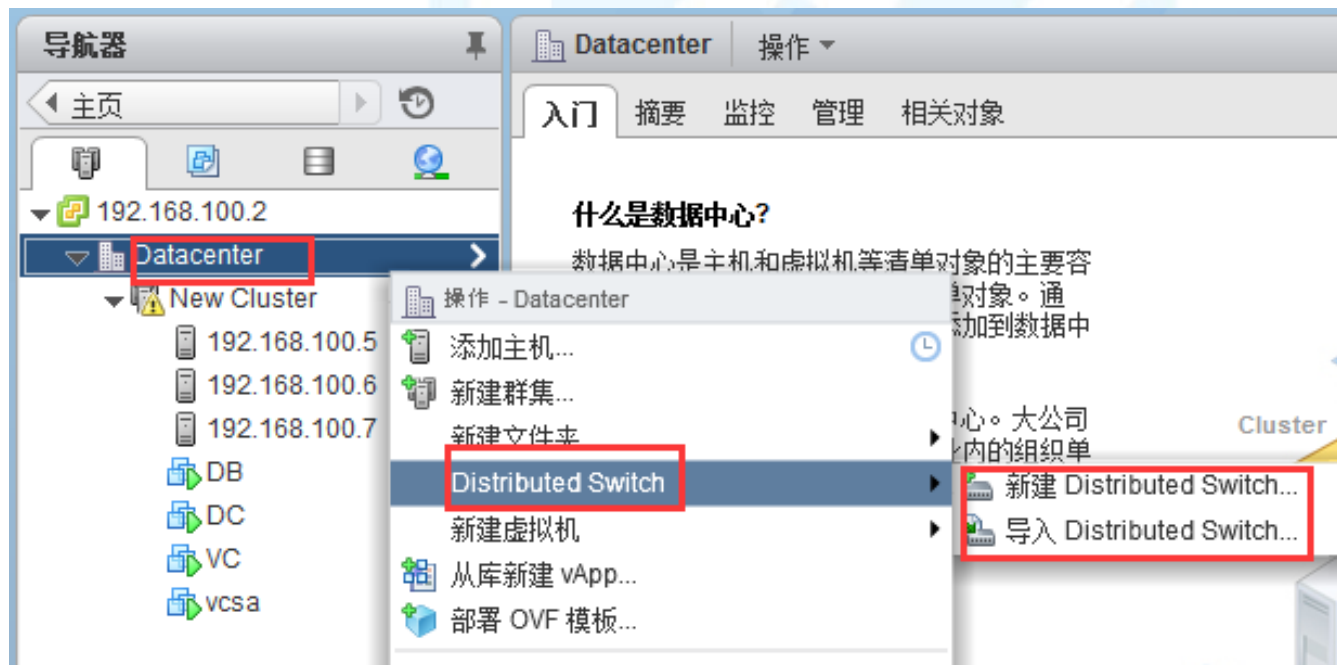 导航器
主页
192.168.100.2
Datacenter
New Cluster
192.168.100.5
192.168.100.6
192.168.100.7
DB
DC
VC
vcsa
Datacenter 操作
入门 摘要 监控 管理 相关对象
什么是数据中心?
数据中心是主机和虚拟机等清单对象的主要容
对象。通
添加到数据中
心。大公司
内的组织单
Cluster
操作 - Datacenter
添加主机...
新建群集...
新建文件夹
Distributed Switch
新建虚拟机
从库新建 vApp...
部署 OVF 模板...
新建 Distributed Switch...
导入 Distributed Switch...